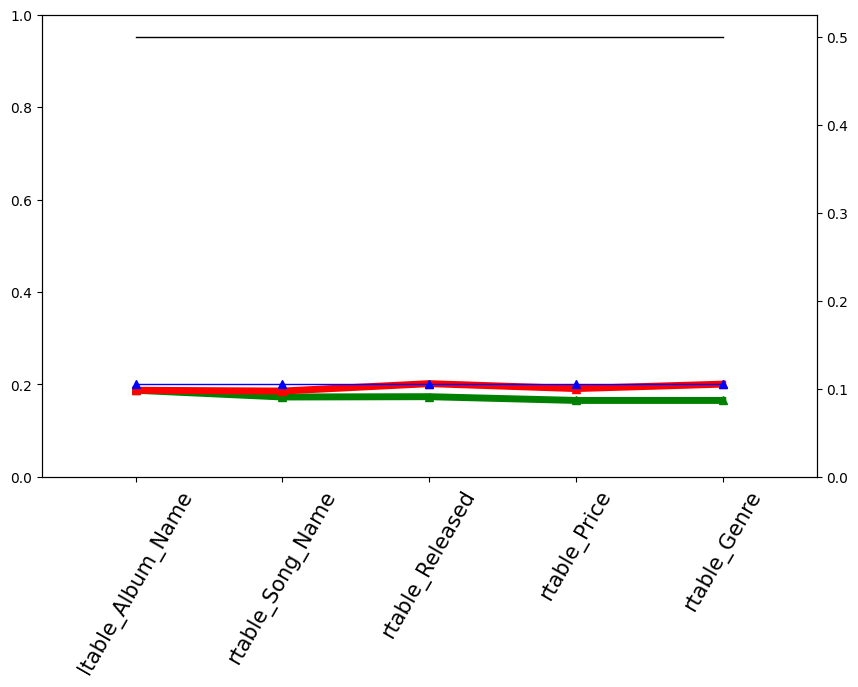 1.0
0.8
0.6
0.4
0.2
0.0
0.5
0.4
0.3
0.2
0.1
0.0
ltable_Album_Name
rtable_Song_Name
rtable_Released
rtable_Price
rtable_Genre